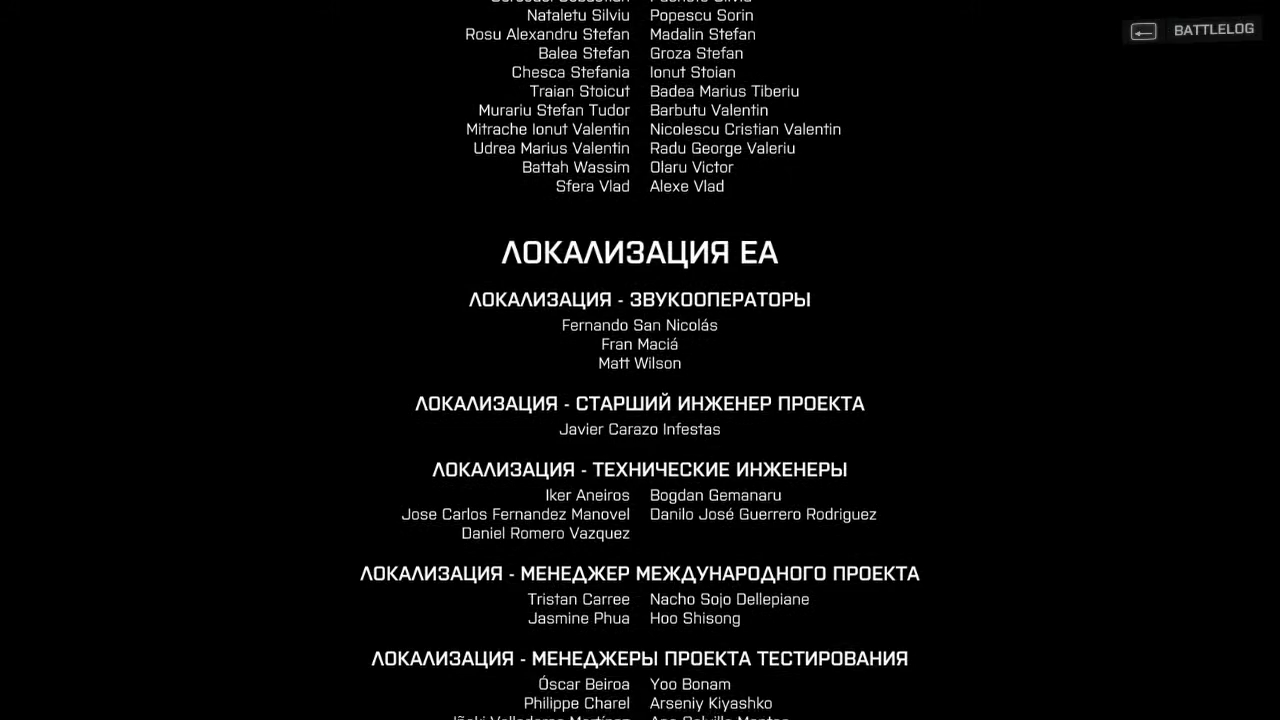 BATTLELOG
Nataletu Silviu Popescu Sorin
Rosu Alexandru Stefan Madalin Stefan
Balea Stefan Groza Stefan
Chesca Stefania Ionut Stoian
Traian Stoicut Badea Marius Tiberiu
Murariu Stefan Tudor Barbutu Valentin
Mitrache Ionut Valentin Nicolescu Cristian Valentin
Udrea Marius Valentin Radu George Valeriu
Battah Wassim Olaru Victor
Sfera Vlad Alexe Vlad
ЛОКАЛИЗАЦИЯ EA
ЛОКАЛИЗАЦИЯ - ЗВУКООПЕРАТОРЫ
Fernando San Nicolás
Fran Maciá
Matt Wilson
ЛОКАЛИЗАЦИЯ - СТАРШИЙ ИНЖЕНЕР ПРОЕКТА
Javier Carazo Infestas
ЛОКАЛИЗАЦИЯ - ТЕХНИЧЕСКИЕ ИНЖЕНЕРЫ
Iker Aneiros Bogdan Gemanaru
Jose Carlos Fernandez Manovel Danilo José Guerrero Rodriguez
Daniel Romero Vazquez
ЛОКАЛИЗАЦИЯ - МЕНЕДЖЕР МЕЖДУНАРОДНОГО ПРОЕКТА
Tristan Carree Nacho Sojo Dellepiane
Jasmine Phua Hoo Shisong
ЛОКАЛИЗАЦИЯ - МЕНЕДЖЕРЫ ПРОЕКТА ТЕСТИРОВАНИЯ
Óscar Beiroa Yoo Bonam
Philippe Charel Arseniy Kiyashko